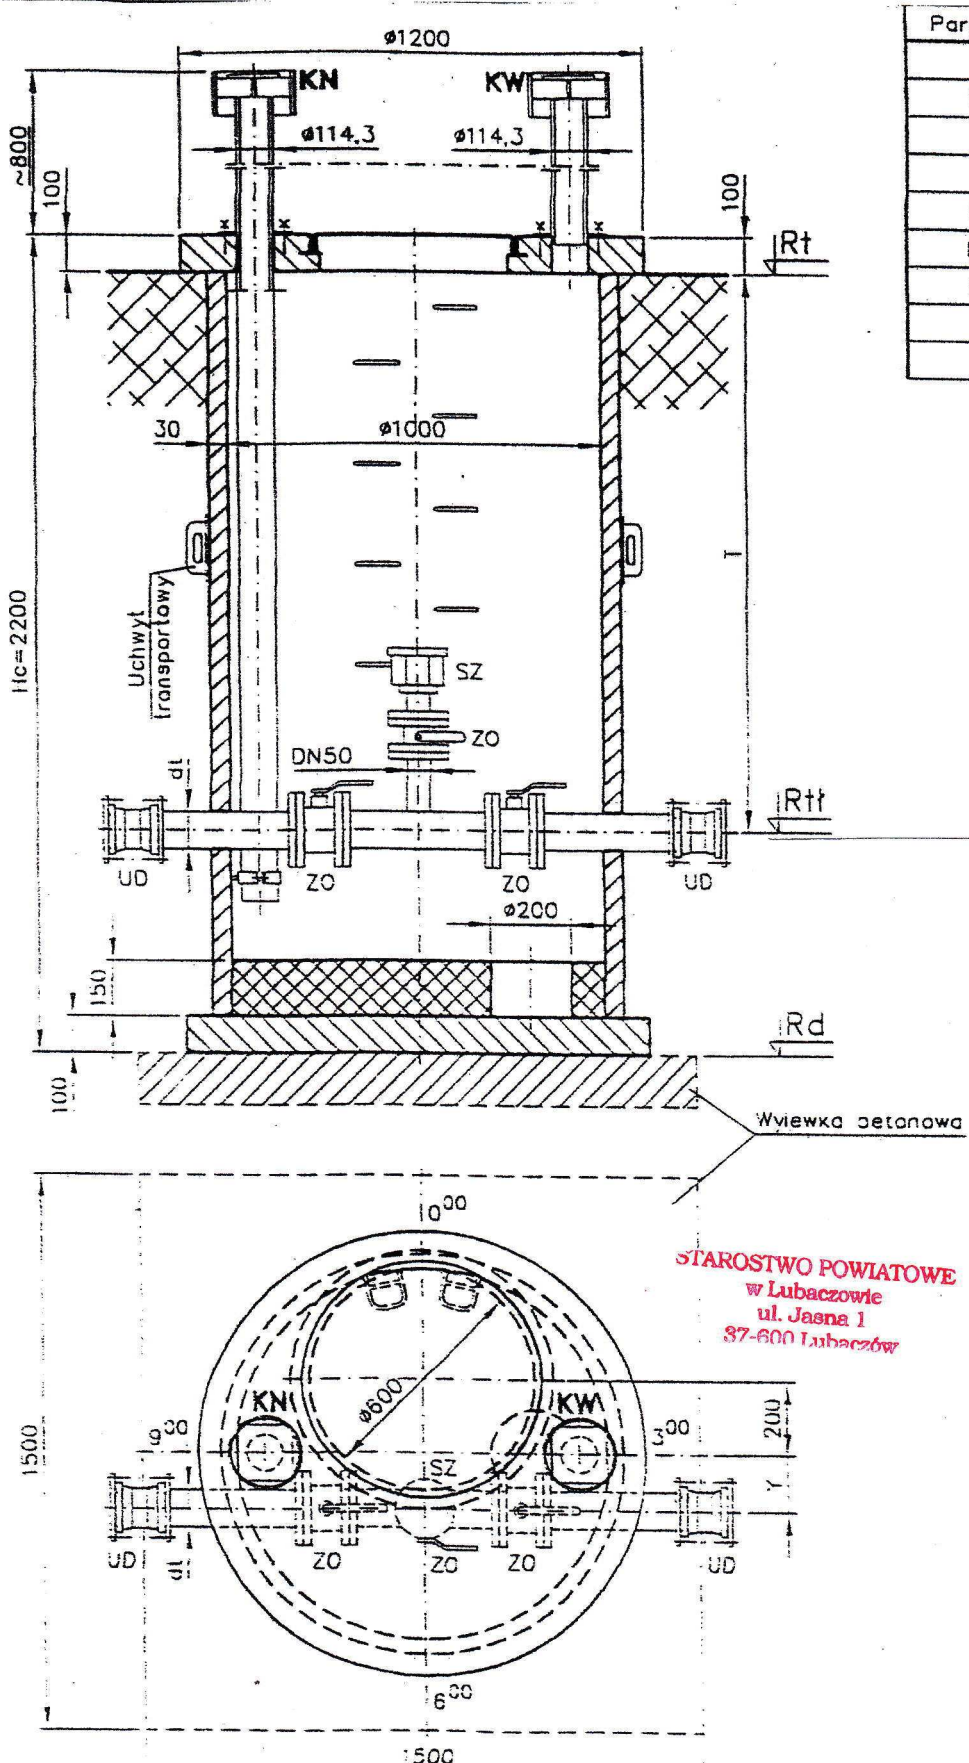 Par
ø1200
KN
KW
ø114,3
ø114,3
~800
100
100
Rt
30
ø1000
T
Uchwyt
transportowy
Hc=2200
SZ
ZO
DN50
dt
Rtt
UD
ZO
ZO
UD
ø200
150
Rd
100
Wylewka betonowa
0⁰⁰
STAROSTWO POWIATOWE
w Lubaczowie
ul. Jasna 1
37-600 Lubaczów
ø600
KN
KW
200
9⁰⁰
3⁰⁰
1500
SZ
Y
UD
dt
ZO
ZO
ZO
UD
6⁰⁰
1500